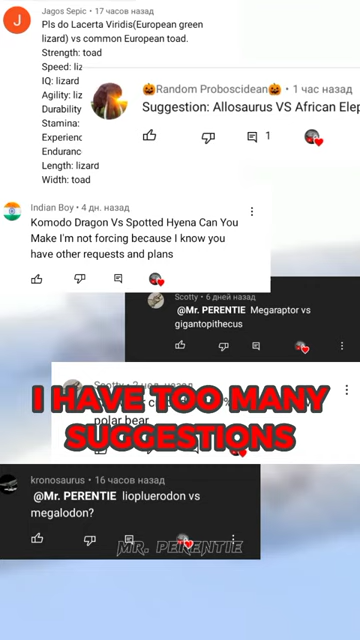 J
Jagos Sepic • 17 часов назад
Pls do Lacerta Viridis(European green
lizard) vs common European toad.
Strength: toad
Speed: liz
IQ: lizard
Agility: liz
Durability
Stamina:
Experienc
Enduranc
Length: lizard
Width: toad
🎃Random Proboscidean🎃 • 1 час назад
Suggestion: Allosaurus VS African Elep
1
Indian Boy • 4 дн. назад
Komodo Dragon Vs Spotted Hyena Can You
Make I'm not forcing because I know you
have other requests and plans
Scotty • 6 дней назад
@Mr. PERENTIE Megaraptor vs
gigantopithecus
I HAVE TOO MANY
SUGGESTIONS
polar bear
kronosaurus • 16 часов назад
@Mr. PERENTIE liopluerodon vs
megalodon?
MR. PERENTIE